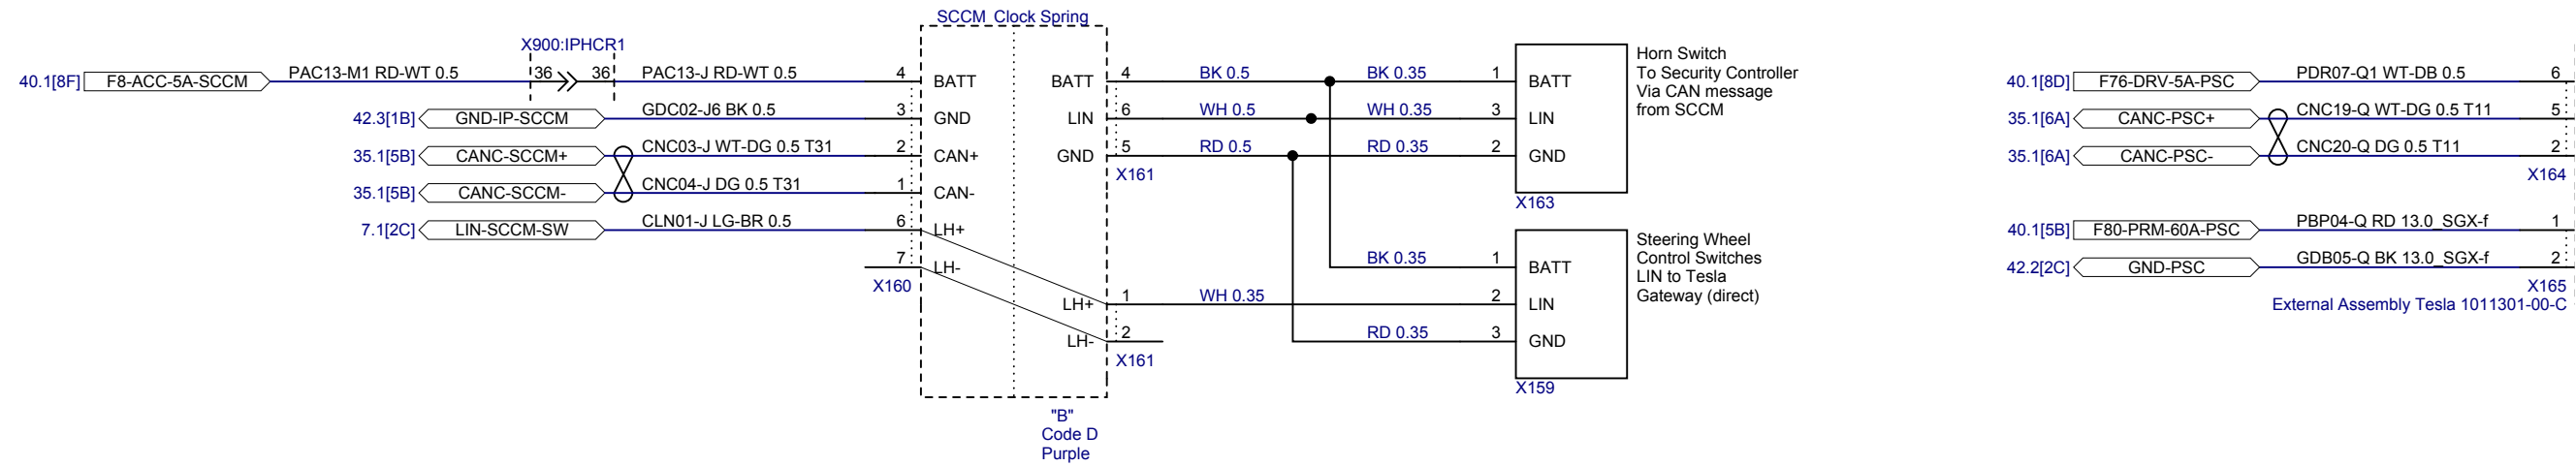 SCCM Clock Spring
X900:IPHCR1
40.1[8F] F8-ACC-5A-SCCM PAC13-M1 RD-WT 0.5 36 36 PAC13-J RD-WT 0.5 4 BATT
42.3[1B] GND-IP-SCCM GDC02-J6 BK 0.5 3 GND
35.1[5B] CANC-SCCM+ CNC03-J WT-DG 0.5 T31 2 CAN+
35.1[5B] CANC-SCCM- CNC04-J DG 0.5 T31 1 CAN-
7.1[2C] LIN-SCCM-SW CLN01-J LG-BR 0.5 6 LH+
7 LH-
X160
BATT 4 BK 0.5 BK 0.35 1 BATT
LIN 6 WH 0.5 WH 0.35 3 LIN
GND 5 RD 0.5 RD 0.35 2 GND
X161
X163
Horn Switch
To Security Controller
Via CAN message
from SCCM
BK 0.35 1 BATT
LH+ 1 WH 0.35 2 LIN
LH- 2 RD 0.35 3 GND
X161
X159
Steering Wheel
Control Switches
LIN to Tesla
Gateway (direct)
"B"
Code D
Purple
40.1[8D] F76-DRV-5A-PSC PDR07-Q1 WT-DB 0.5 6
35.1[6A] CANC-PSC+ CNC19-Q WT-DG 0.5 T11 5
35.1[6A] CANC-PSC- CNC20-Q DG 0.5 T11 2
X164
40.1[5B] F80-PRM-60A-PSC PBP04-Q RD 13.0_SGX-f 1
42.2[2C] GND-PSC GDB05-Q BK 13.0_SGX-f 2
X165
External Assembly Tesla 1011301-00-C